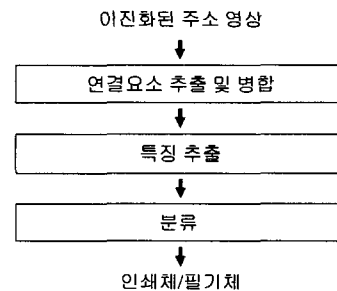 이진화된 주소 영상
연결요소 추출 및 병합
특징 추출
분류
인쇄체/필기체